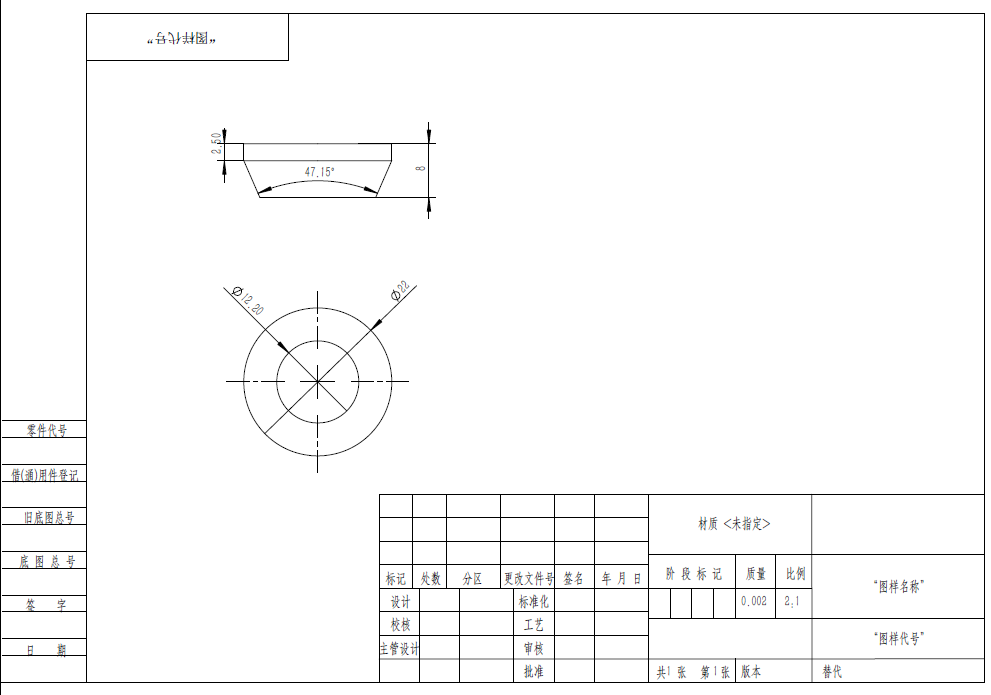 “图样代号”
2.50
47.15°
8
Ø12.20
Ø22
零件代号
借(通)用件登记
旧底图总号
底 图 总 号
签 字
日 期
材质 <未指定>
标记 处数 分区 更改文件号 签名 年 月 日
阶 段 标 记 质量 比例
“图样名称”
设计 标准化
0.002 2:1
校核 工艺
主管设计 审核
“图样代号”
批准
共1 张 第 1 张 版本 替代